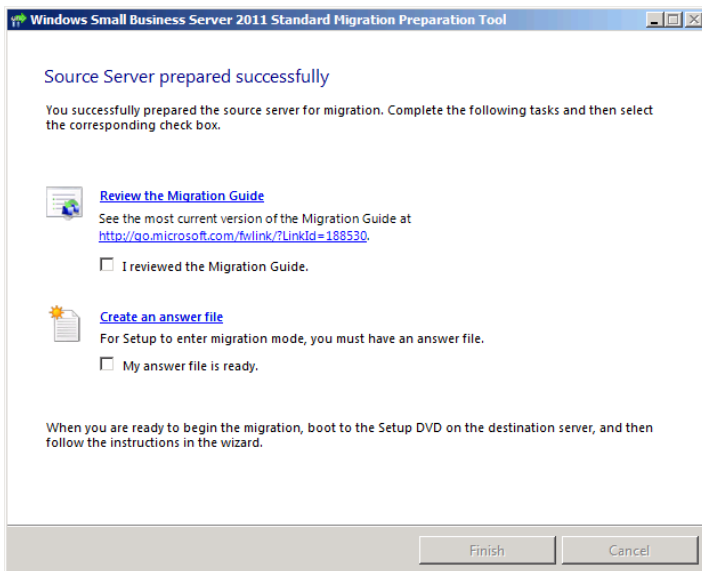 Windows Small Business Server 2011 Standard Migration Preparation Tool
Source Server prepared successfully
You successfully prepared the source server for migration. Complete the following tasks and then select
the corresponding check box.
Review the Migration Guide
See the most current version of the Migration Guide at
http://go.microsoft.com/fwlink/?LinkId=188530.
I reviewed the Migration Guide.
Create an answer file
For Setup to enter migration mode, you must have an answer file.
My answer file is ready.
When you are ready to begin the migration, boot to the Setup DVD on the destination server, and then
follow the instructions in the wizard.
Finish
Cancel